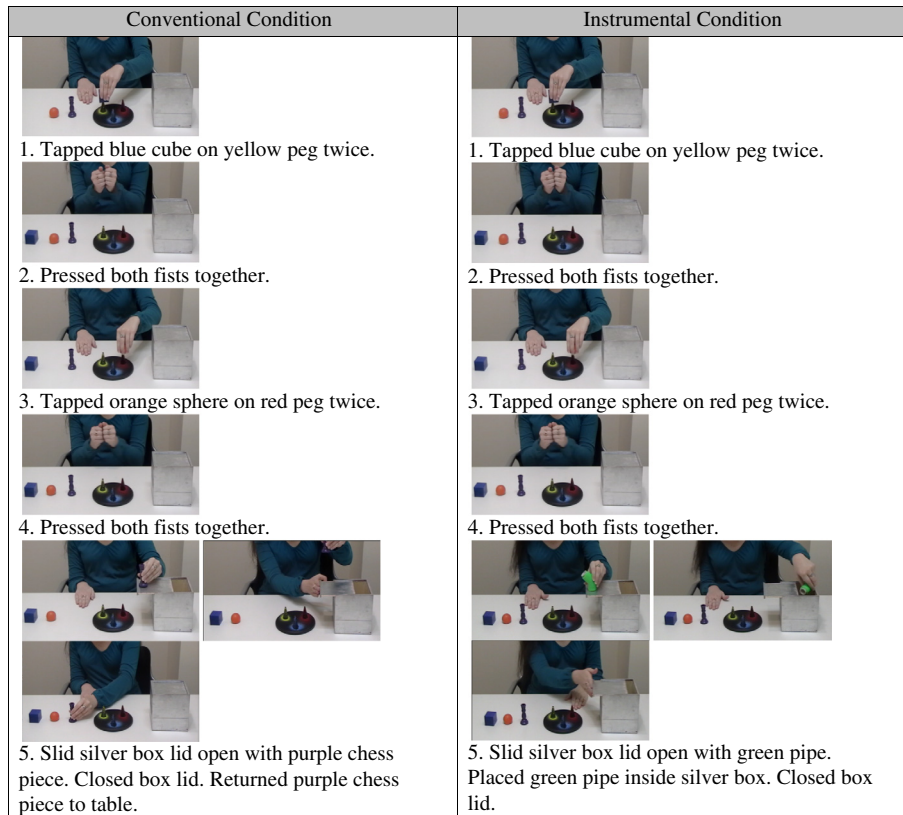 Conventional Condition
Instrumental Condition
1. Tapped blue cube on yellow peg twice.
2. Pressed both fists together.
3. Tapped orange sphere on red peg twice.
4. Pressed both fists together.
5. Slid silver box lid open with purple chess
piece. Closed box lid. Returned purple chess
piece to table.
1. Tapped blue cube on yellow peg twice.
2. Pressed both fists together.
3. Tapped orange sphere on red peg twice.
4. Pressed both fists together.
5. Slid silver box lid open with green pipe.
Placed green pipe inside silver box. Closed box
lid.